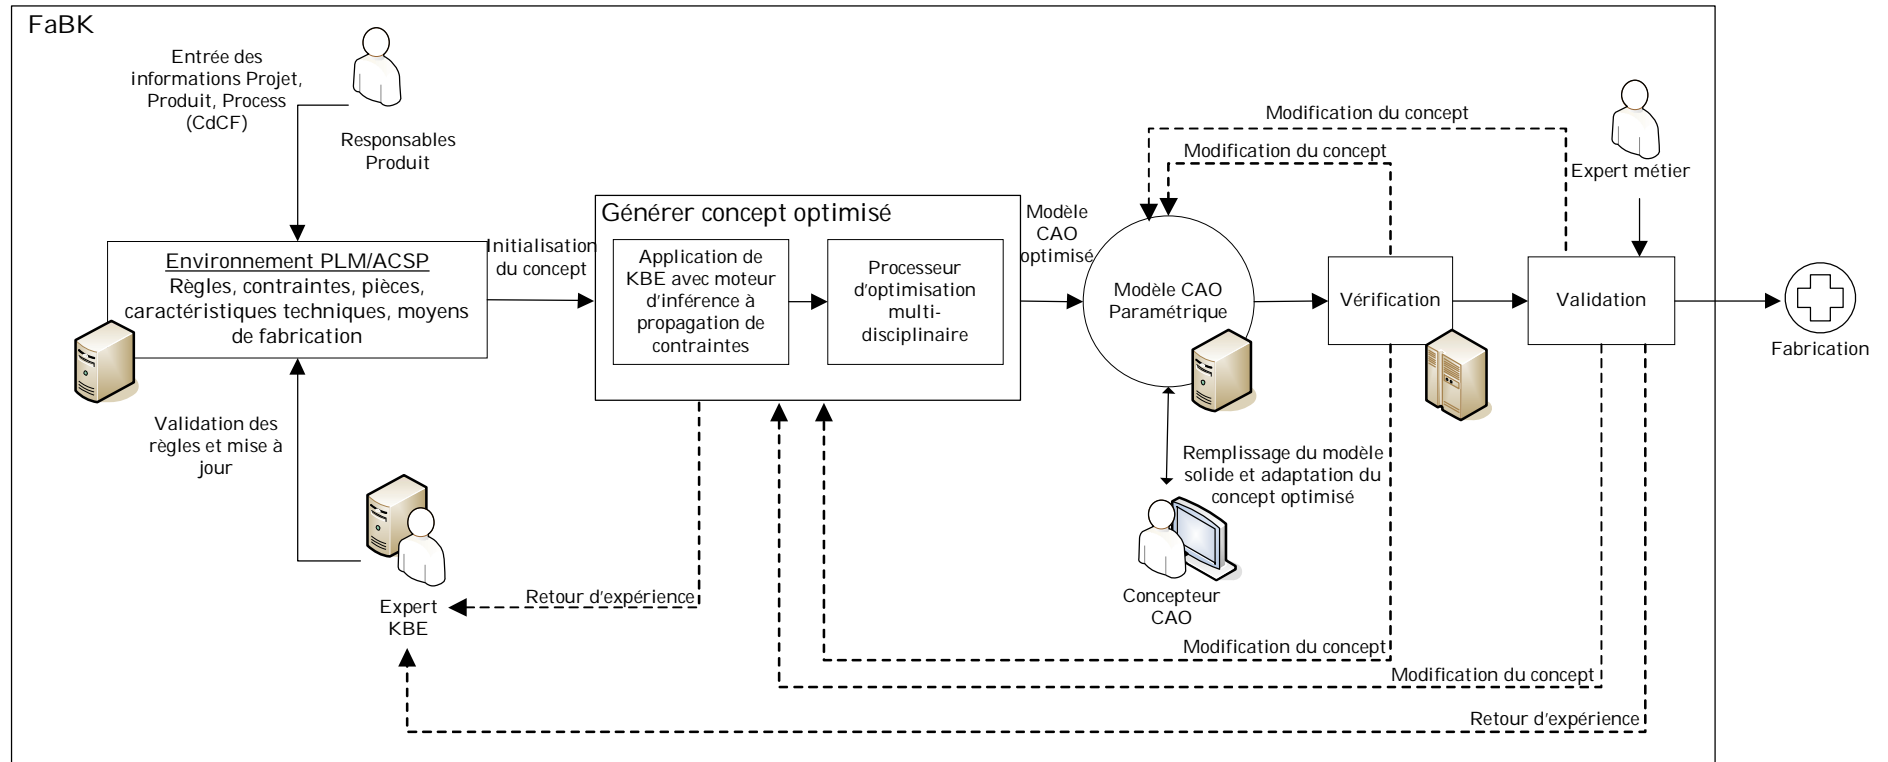 FaBK
Entrée des
informations Projet,
Produit, Process
(CdCF)
Responsables
Produit
Environnement PLM/ACSP
Règles, contraintes, pièces,
caractéristiques techniques, moyens
de fabrication
Initialisation
du concept
Générer concept optimisé
Application de
KBE avec moteur
d'inférence à
propagation de
contraintes
Processeur
d'optimisation
multi-
disciplinaire
Modèle
CAO
optimisé
Modification du concept
Modification du concept
Modèle CAO
Paramétrique
Vérification
Expert métier
Validation
Fabrication
Validation des
règles et mise à
jour
Expert
KBE
Retour d'expérience
Remplissage du modèle
solide et adaptation du
concept optimisé
Concepteur
CAO
Modification du concept
Modification du concept
Retour d'expérience